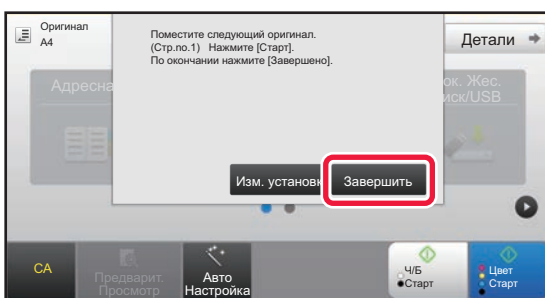 Оригинал
A4
Поместите следующий оригинал.
(Стр.no.1) Нажмите [Старт].
По окончании нажмите [Завершено].
Детали
Адресна
ок. Жес.
иск/USB
Изм. установк
Завершить
CA
Предварит.
Просмотр
Авто
Настройка
Ч/Б
Старт
Цвет
Старт